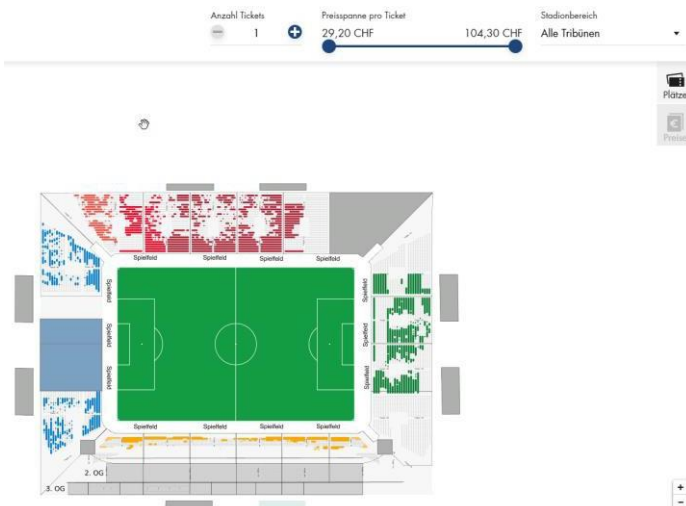 Anzahl Tickets
1
Preisspanne pro Ticket
29,20 CHF 104,30 CHF
Stadionbereich
Alle Tribünen
Plätze
Preise
Spielfeld Spielfeld Spielfeld Spielfeld
Spielfeld
Spielfeld
Spielfeld
Spielfeld
Spielfeld
Spielfeld
Spielfeld Spielfeld Spielfeld Spielfeld
2. OG
3. OG
+
−